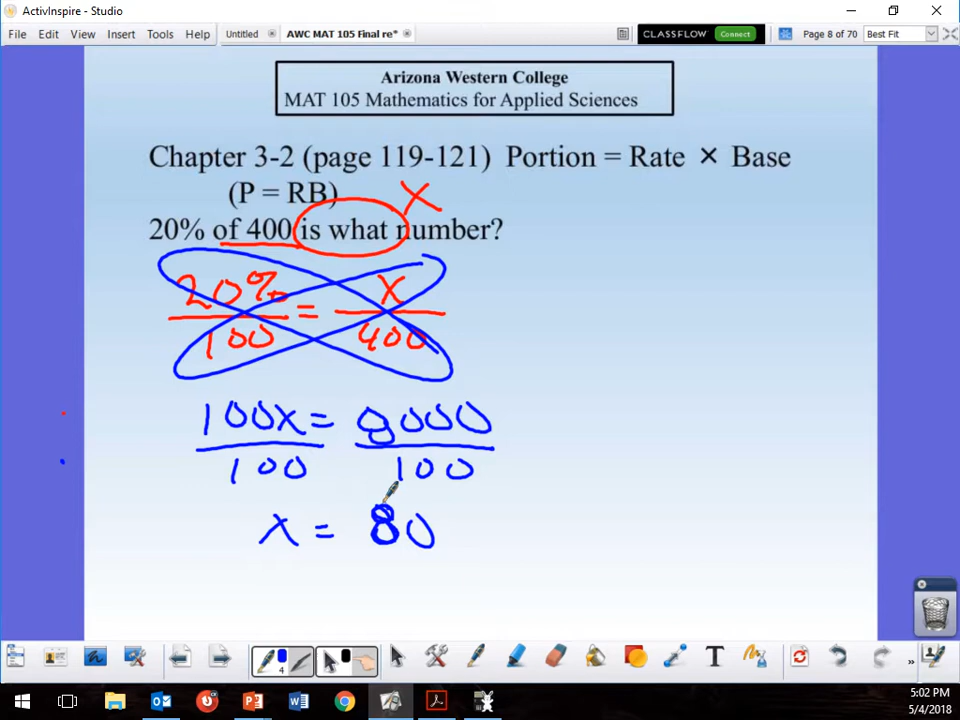 ActivInspire - Studio
File Edit View Insert Tools Help Untitled AWC MAT 105 Final re* CLASSFLOW Connect Page 8 of 70 Best Fit
Arizona Western College
MAT 105 Mathematics for Applied Sciences
Chapter 3-2 (page 119-121) Portion = Rate × Base
(P = RB) X
20% of 400 is what number?
20% = X
100 400
100X = 8000
100 100
X = 80
4 T »
5:02 PM
5/4/2018